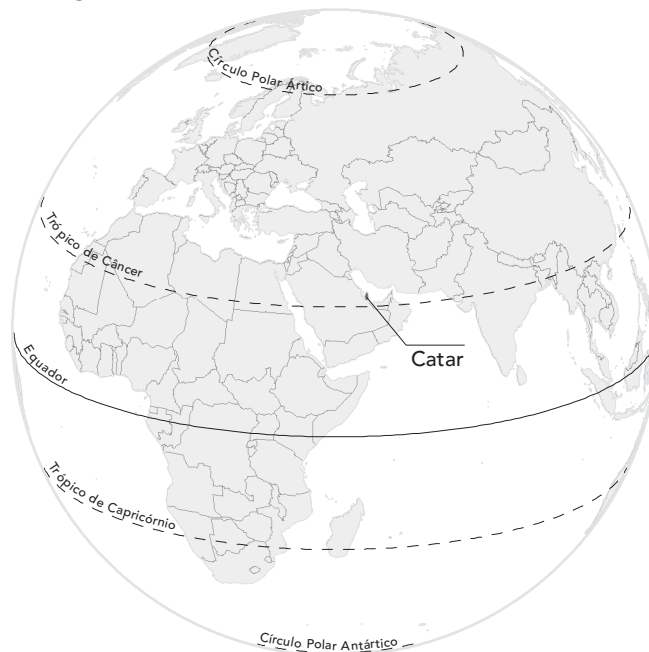 Círculo Polar Ártico
Trópico de Câncer
Catar
Equador
Trópico de Capricórnio
Círculo Polar Antártico